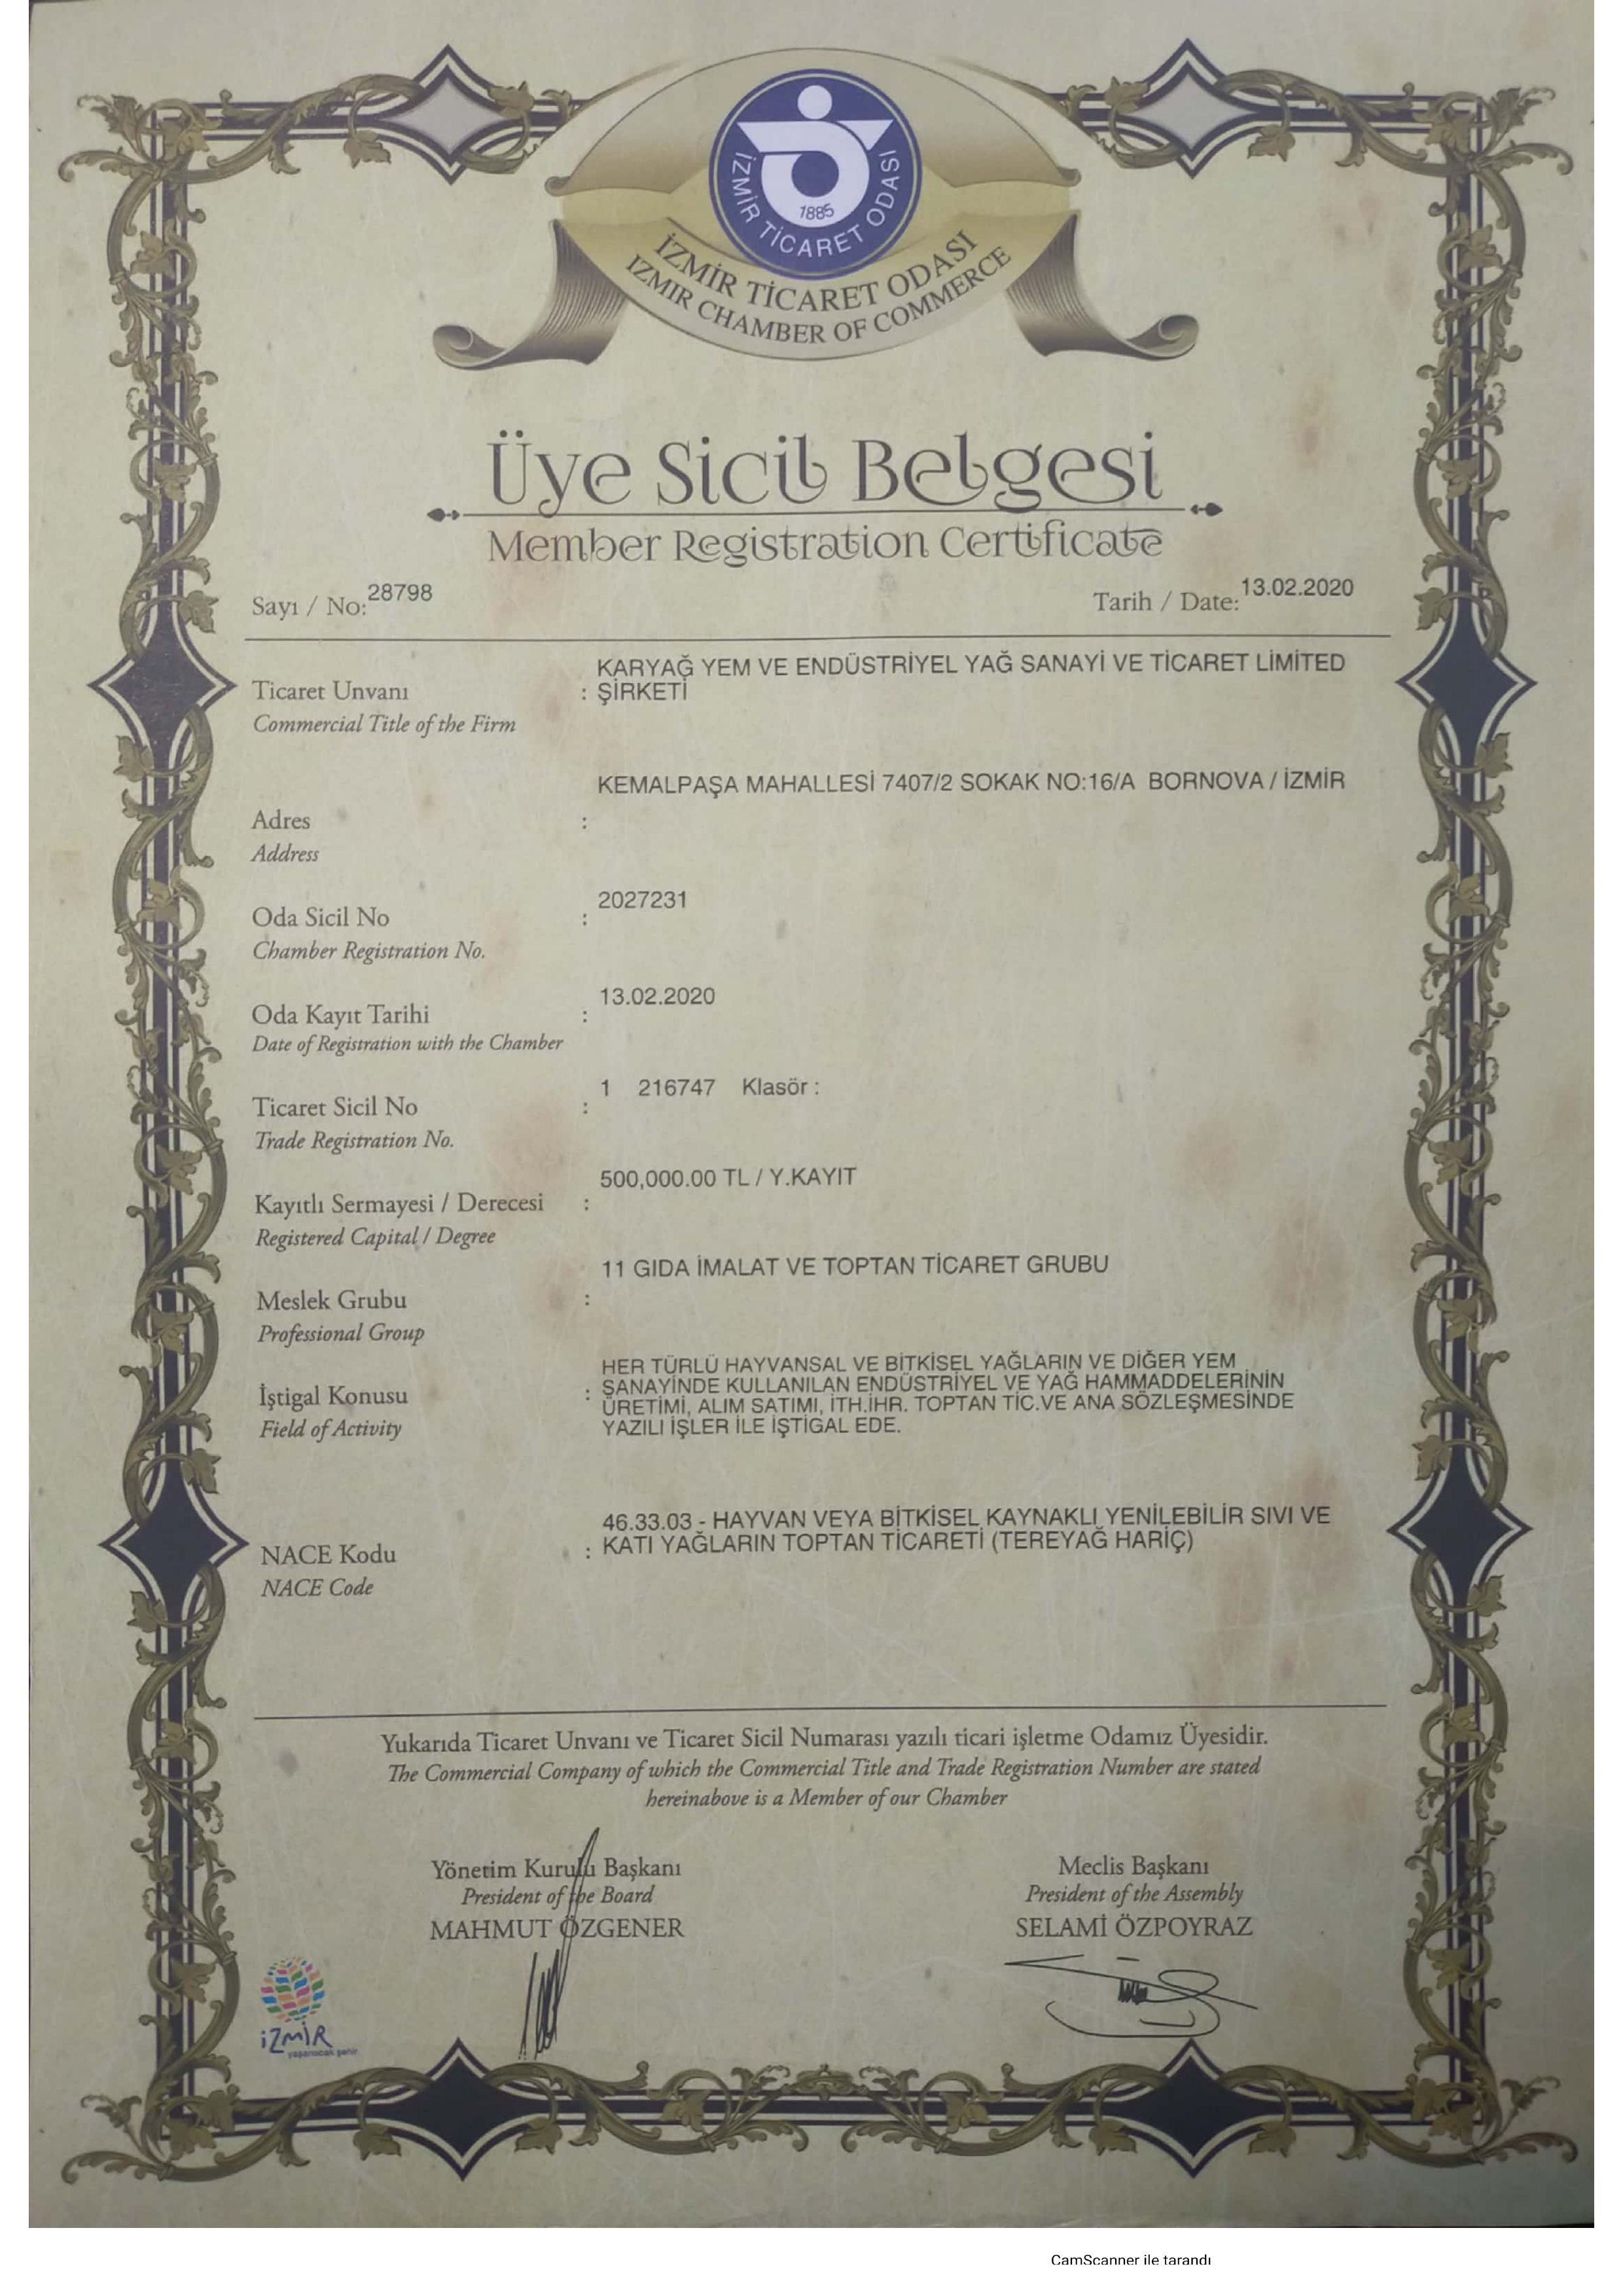 İZMİR TİCARET ODASI
1885
İZMİR TİCARET ODASI
IZMIR CHAMBER OF COMMERCE
Üye Sicil Belgesi
Member Registration Certificate
Sayı / No: 28798
Tarih / Date: 13.02.2020
Ticaret Unvanı
Commercial Title of the Firm
KARYAĞ YEM VE ENDÜSTRİYEL YAĞ SANAYİ VE TİCARET LİMİTED
: ŞİRKETİ
Adres
Address
:
KEMALPAŞA MAHALLESİ 7407/2 SOKAK NO:16/A BORNOVA / İZMİR
Oda Sicil No
Chamber Registration No.
: 2027231
Oda Kayıt Tarihi
Date of Registration with the Chamber
: 13.02.2020
Ticaret Sicil No
Trade Registration No.
: 1 216747 Klasör :
Kayıtlı Sermayesi / Derecesi
Registered Capital / Degree
: 500,000.00 TL / Y.KAYIT
Meslek Grubu
Professional Group
: 11 GIDA İMALAT VE TOPTAN TİCARET GRUBU
İştigal Konusu
Field of Activity
HER TÜRLÜ HAYVANSAL VE BİTKİSEL YAĞLARIN VE DİĞER YEM
: SANAYİNDE KULLANILAN ENDÜSTRİYEL VE YAĞ HAMMADDELERİNİN
ÜRETİMİ, ALIM SATIMI, İTH.İHR. TOPTAN TİC.VE ANA SÖZLEŞMESİNDE
YAZILI İŞLER İLE İŞTİGAL EDE.
NACE Kodu
NACE Code
46.33.03 - HAYVAN VEYA BİTKİSEL KAYNAKLI YENİLEBİLİR SIVI VE
: KATI YAĞLARIN TOPTAN TİCARETİ (TEREYAĞ HARİÇ)
Yukarıda Ticaret Unvanı ve Ticaret Sicil Numarası yazılı ticari işletme Odamız Üyesidir.
The Commercial Company of which the Commercial Title and Trade Registration Number are stated
hereinabove is a Member of our Chamber
Yönetim Kurulu Başkanı
President of the Board
MAHMUT ÖZGENER
Meclis Başkanı
President of the Assembly
SELAMİ ÖZPOYRAZ
İZMİR
yaşanacak şehir
CamScanner ile tarandı